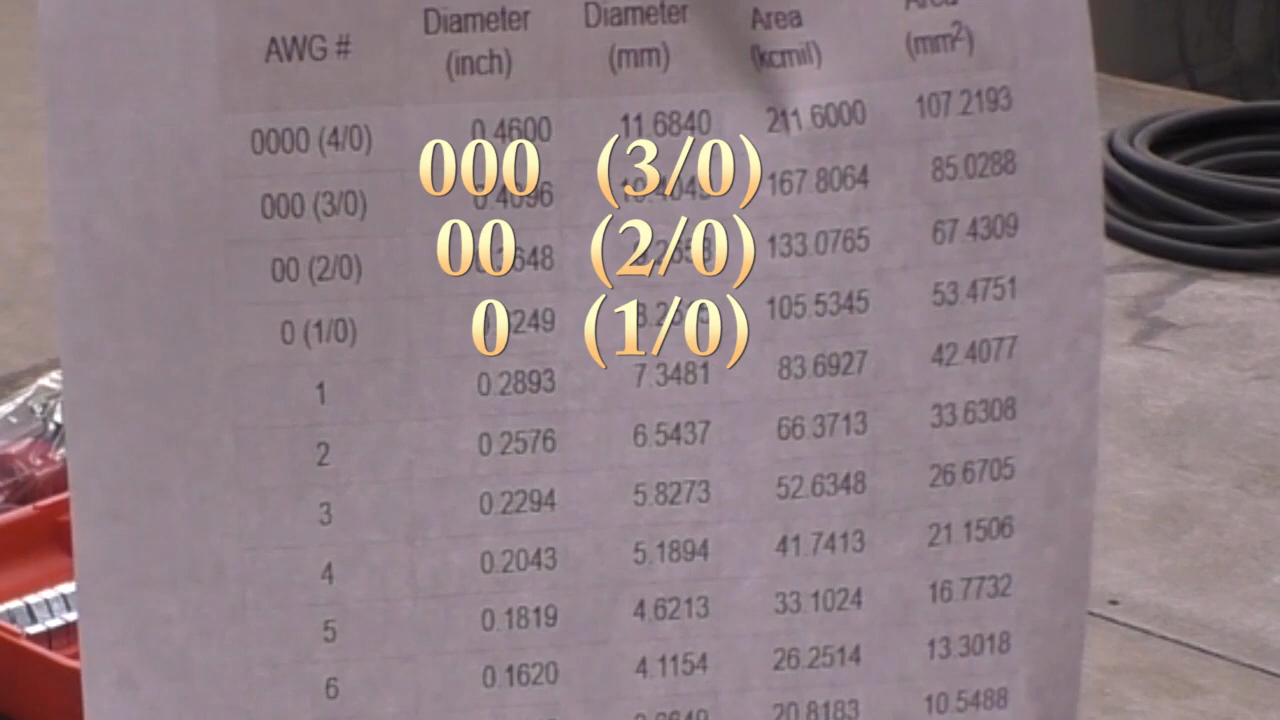 AWG # Diameter (inch) Diameter (mm) Area (kcmil) Area (mm²)
0000 (4/0) 0.4600 11.6840 211.6000 107.2193
000 (3/0)
000 (3/0) 0.4096 167.8064 85.0288
00 (2/0)
00 (2/0) 133.0765 67.4309
0 (1/0)
0 (1/0) 105.5345 53.4751
1 0.2893 7.3481 83.6927 42.4077
2 0.2576 6.5437 66.3713 33.6308
3 0.2294 5.8273 52.6348 26.6705
4 0.2043 5.1894 41.7413 21.1506
5 0.1819 4.6213 33.1024 16.7732
6 0.1620 4.1154 26.2514 13.3018
20.8183 10.5488